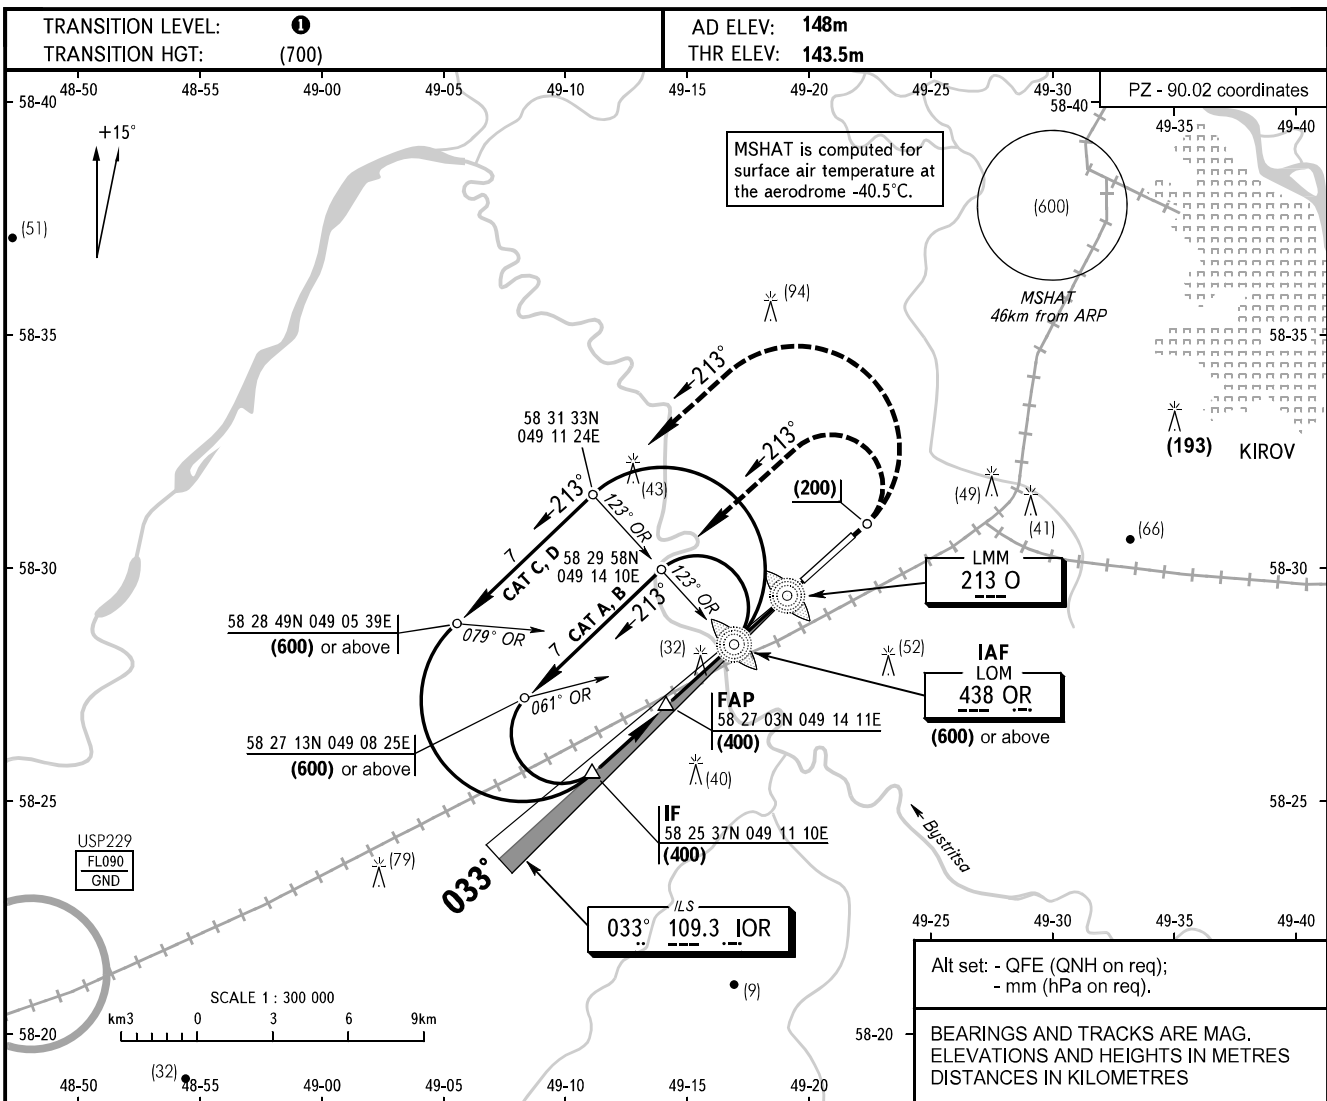 TRANSITION LEVEL: ❶
TRANSITION HGT: (700)
AD ELEV: 148m
THR ELEV: 143.5m
48-50 48-55 49-00 49-05 49-10 49-15 49-20 49-25 49-30
58-40
58-40
PZ - 90.02 coordinates
49-35 49-40
+15°
MSHAT is computed for
surface air temperature at
the aerodrome -40.5°C.
(600)
MSHAT
46km from ARP
(51)
(94)
58-35
58-35
213°
58 31 33N
049 11 24E
(43)
213°
213°
(200)
(193)
KIROV
(49)
(41)
(66)
123° OR
7
CAT C, D
58 29 58N
049 14 10E
123° OR
213°
58-30
58-30
LMM
213 O
58 28 49N 049 05 39E
(600) or above
079° OR
7 CAT A, B
(32)
(52)
IAF
LOM
438 OR
(600) or above
061° OR
FAP
58 27 03N 049 14 11E
(400)
58 27 13N 049 08 25E
(600) or above
(40)
58-25
58-25
IF
58 25 37N 049 11 10E
(400)
Bystritsa
USP229
FL090
GND
(79)
033°
ILS
033° 109.3 IOR
49-25 49-30 49-35 49-40
(9)
Alt set: - QFE (QNH on req);
- mm (hPa on req).
SCALE 1 : 300 000
km3 0 3 6 9km
58-20
58-20
BEARINGS AND TRACKS ARE MAG.
ELEVATIONS AND HEIGHTS IN METRES
DISTANCES IN KILOMETRES
(32)
48-50 48-55 49-00 49-05 49-10 49-15 49-20